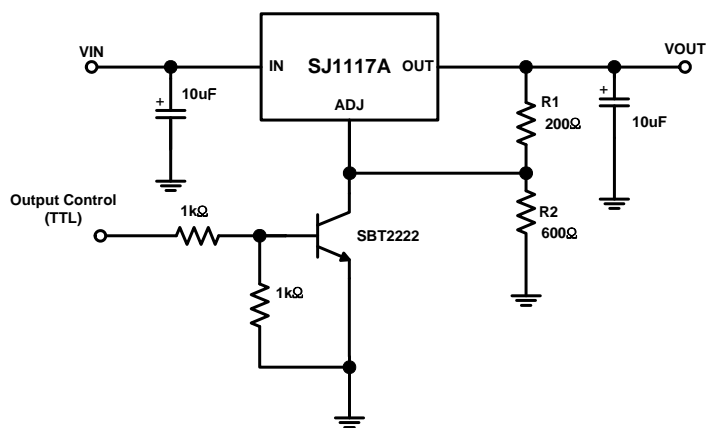 VIN
IN
SJ1117A
OUT
VOUT
ADJ
+
10uF
R1
200Ω
+
10uF
Output Control
(TTL)
1kΩ
SBT2222
R2
600Ω
1kΩ